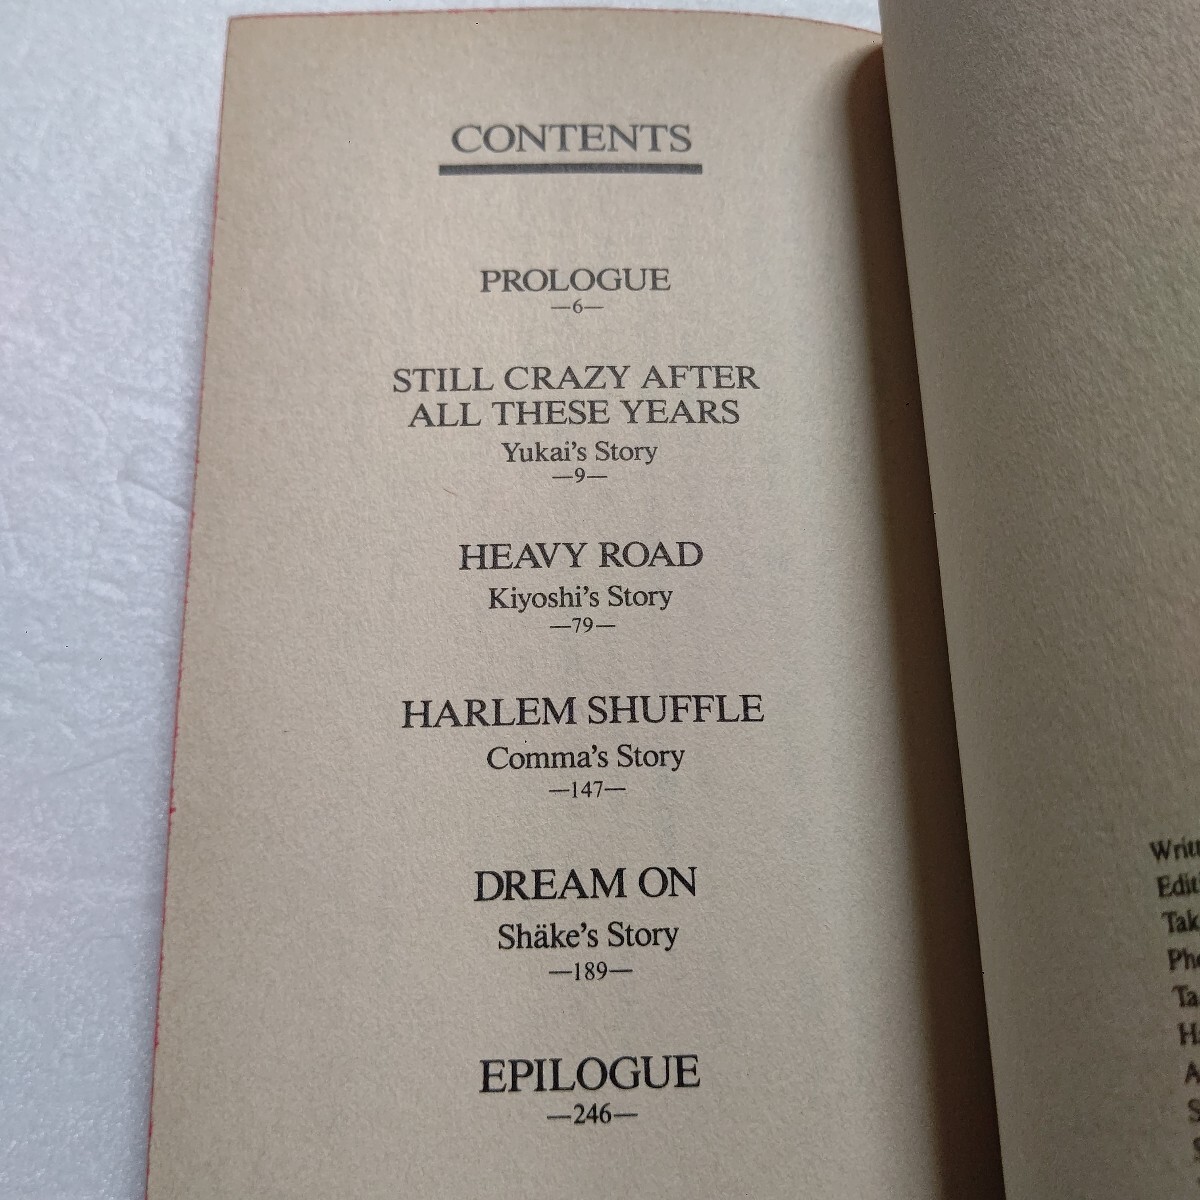 CONTENTS
PROLOGUE
—6—
STILL CRAZY AFTER
ALL THESE YEARS
Yukai's Story
—9—
HEAVY ROAD
Kiyoshi's Story
—79—
HARLEM SHUFFLE
Comma's Story
—147—
DREAM ON
Shäke's Story
—189—
EPILOGUE
—246—